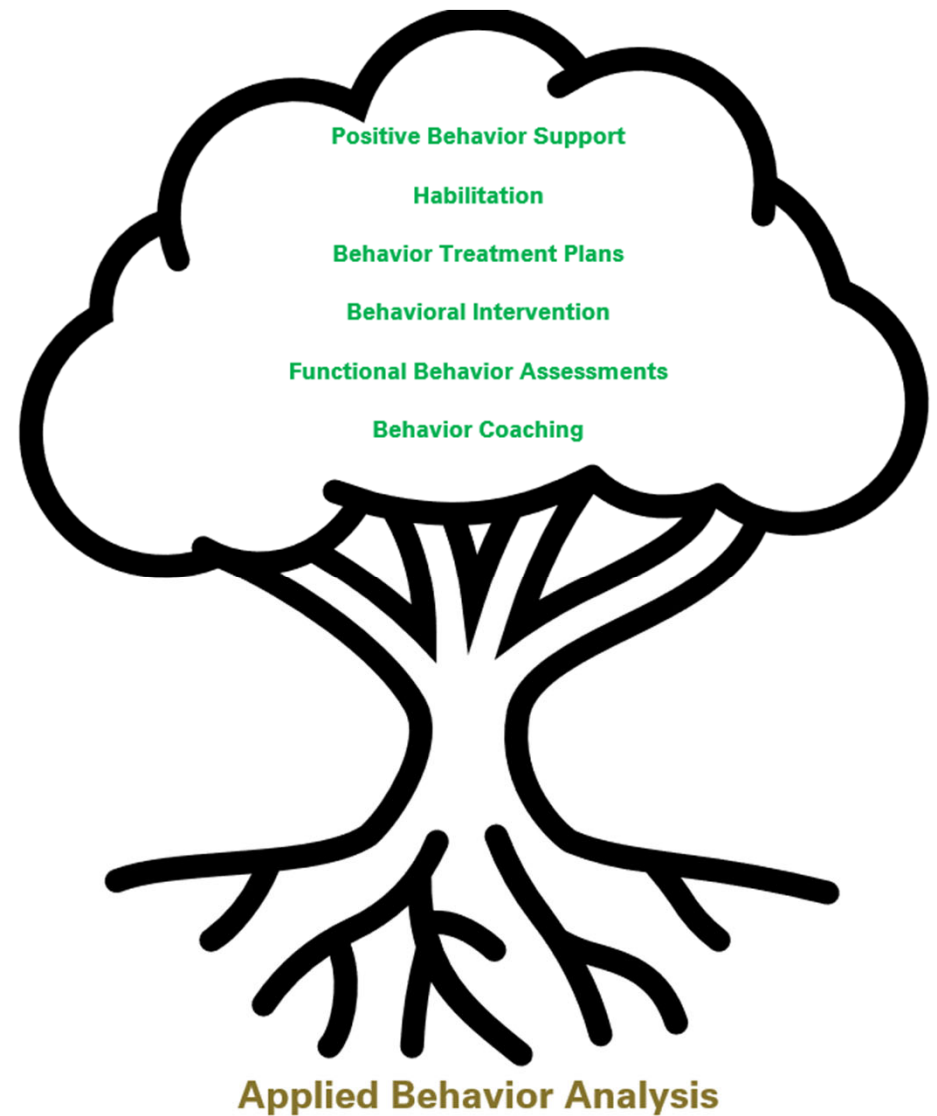 Positive Behavior Support
Habilitation
Behavior Treatment Plans
Behavioral Intervention
Functional Behavior Assessments
Behavior Coaching
Applied Behavior Analysis